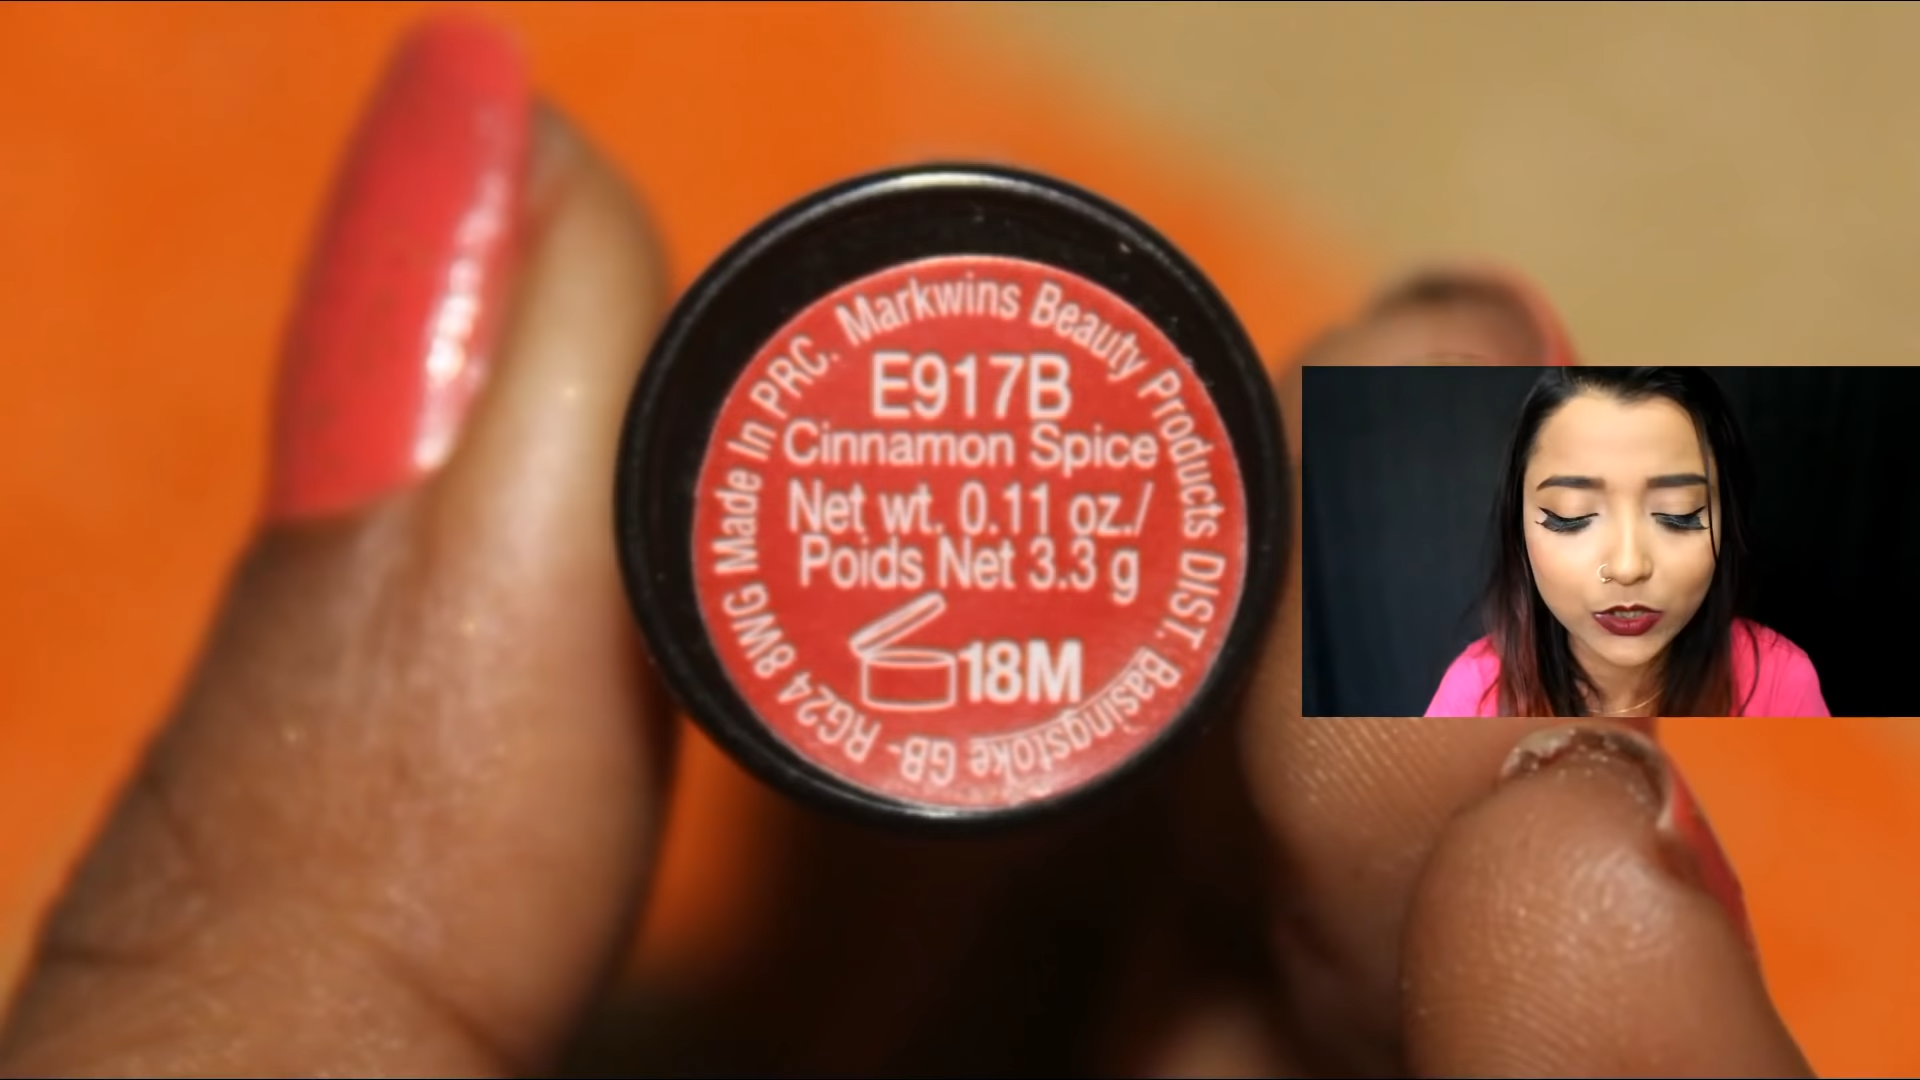 Made In PRC. Markwins Beauty Products DIST. Basingstoke GB- RG24 8WG
E917B
Cinnamon Spice
Net wt. 0.11 oz./
Poids Net 3.3 g
18M